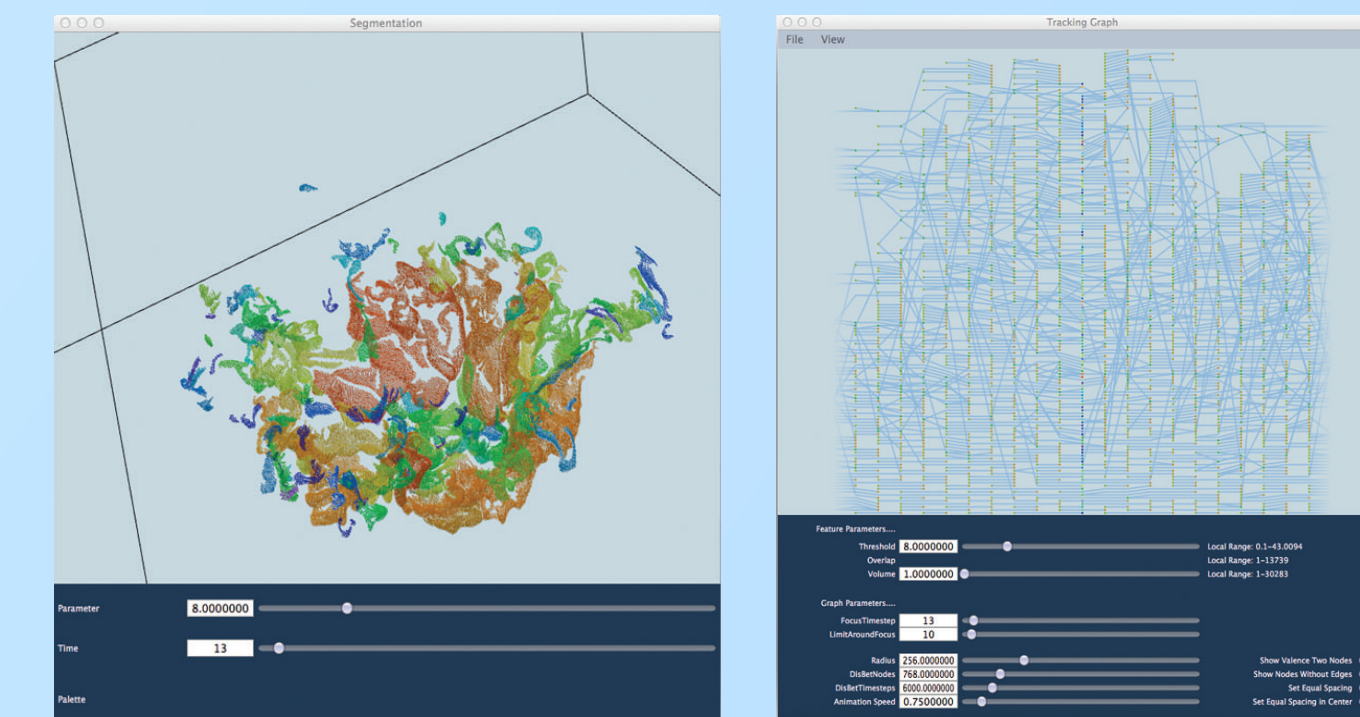 Segmentation
Parameter 8.0000000
Time 13
Palette
Tracking Graph
File View
Feature Parameters....
Threshold 8.0000000 Local Range: 0.1-43.0094
Overlap Local Range: 1-13739
Volume 1.0000000 Local Range: 1-30283
Graph Parameters....
FocusTimestep 13
LimitAroundFocus 10
Radius 256.0000000 Show Valence Two Nodes
DisBetNodes 768.0000000 Show Nodes Without Edges
DisBetTimesteps 6000.0000000 Set Equal Spacing
Animation Speed 0.7500000 Set Equal Spacing in Center